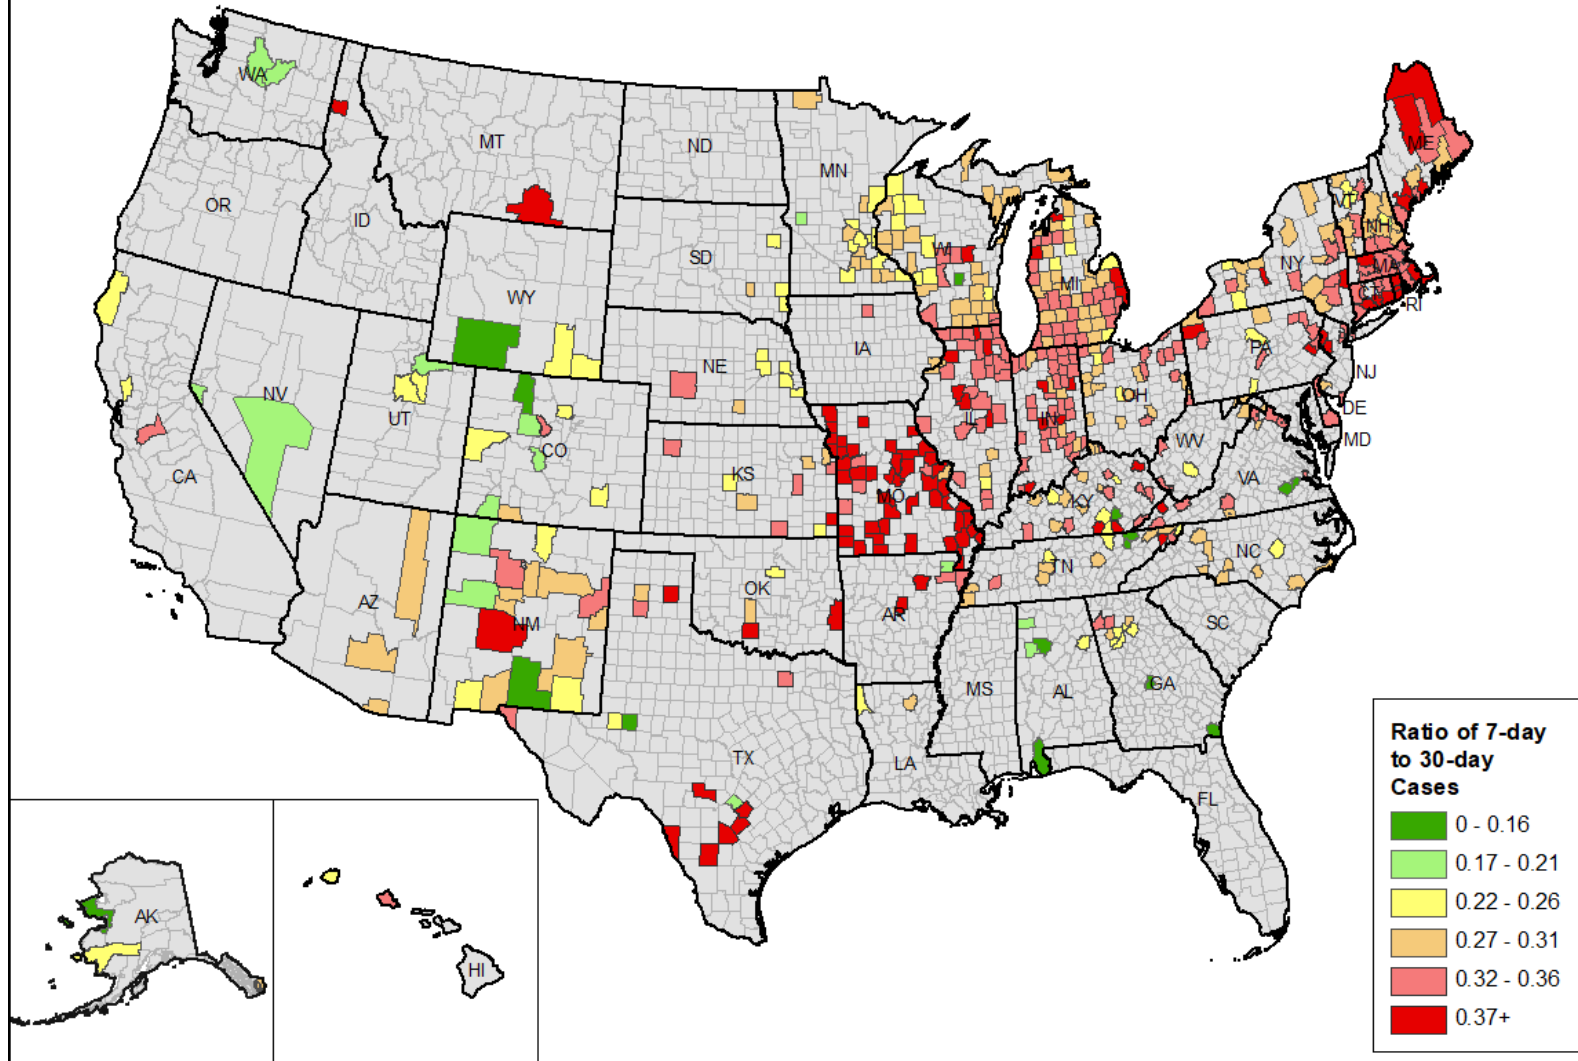 WA
MT
ND
MN
ME
OR
ID
SD
WI
MI
VT
NH
NY
MA
CT
RI
WY
IA
NE
PA
NJ
NV
UT
CO
IL
IN
OH
DE
MD
WV
VA
CA
KS
MO
KY
AZ
NM
OK
AR
TN
NC
SC
MS
AL
GA
TX
LA
FL
AK
HI
Ratio of 7-day
to 30-day
Cases
0 - 0.16
0.17 - 0.21
0.22 - 0.26
0.27 - 0.31
0.32 - 0.36
0.37+